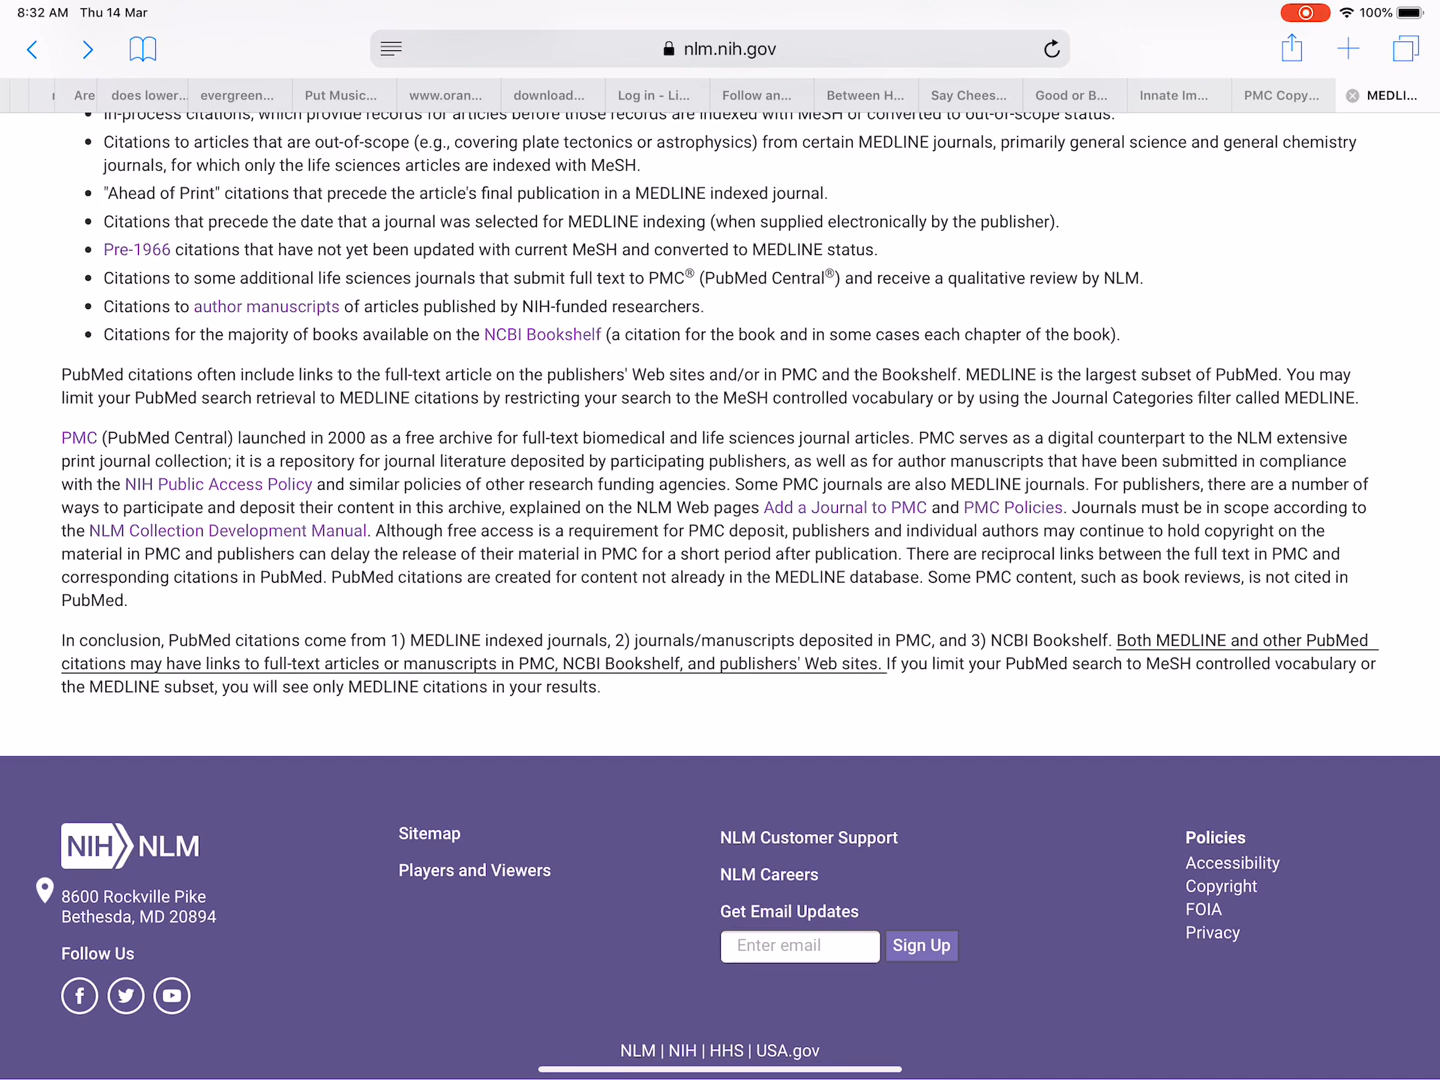 8:32 AM Thu 14 Mar
100%
nlm.nih.gov
Are
does lower...
evergreen...
Put Music...
www.oran...
download...
Log in - Li...
Follow an...
Between H...
Say Chees...
Good or B...
Innate Im...
PMC Copy...
MEDLI...
In-process citations, which provide records for articles before those records are indexed with MeSH or converted to out-of-scope status.
Citations to articles that are out-of-scope (e.g., covering plate tectonics or astrophysics) from certain MEDLINE journals, primarily general science and general chemistry
journals, for which only the life sciences articles are indexed with MeSH.
"Ahead of Print" citations that precede the article's final publication in a MEDLINE indexed journal.
Citations that precede the date that a journal was selected for MEDLINE indexing (when supplied electronically by the publisher).
Pre-1966 citations that have not yet been updated with current MeSH and converted to MEDLINE status.
Citations to some additional life sciences journals that submit full text to PMC® (PubMed Central®) and receive a qualitative review by NLM.
Citations to author manuscripts of articles published by NIH-funded researchers.
Citations for the majority of books available on the NCBI Bookshelf (a citation for the book and in some cases each chapter of the book).
PubMed citations often include links to the full-text article on the publishers' Web sites and/or in PMC and the Bookshelf. MEDLINE is the largest subset of PubMed. You may
limit your PubMed search retrieval to MEDLINE citations by restricting your search to the MeSH controlled vocabulary or by using the Journal Categories filter called MEDLINE.
PMC (PubMed Central) launched in 2000 as a free archive for full-text biomedical and life sciences journal articles. PMC serves as a digital counterpart to the NLM extensive
print journal collection; it is a repository for journal literature deposited by participating publishers, as well as for author manuscripts that have been submitted in compliance
with the NIH Public Access Policy and similar policies of other research funding agencies. Some PMC journals are also MEDLINE journals. For publishers, there are a number of
ways to participate and deposit their content in this archive, explained on the NLM Web pages Add a Journal to PMC and PMC Policies. Journals must be in scope according to
the NLM Collection Development Manual. Although free access is a requirement for PMC deposit, publishers and individual authors may continue to hold copyright on the
material in PMC and publishers can delay the release of their material in PMC for a short period after publication. There are reciprocal links between the full text in PMC and
corresponding citations in PubMed. PubMed citations are created for content not already in the MEDLINE database. Some PMC content, such as book reviews, is not cited in
PubMed.
In conclusion, PubMed citations come from 1) MEDLINE indexed journals, 2) journals/manuscripts deposited in PMC, and 3) NCBI Bookshelf. Both MEDLINE and other PubMed
citations may have links to full-text articles or manuscripts in PMC, NCBI Bookshelf, and publishers' Web sites. If you limit your PubMed search to MeSH controlled vocabulary or
the MEDLINE subset, you will see only MEDLINE citations in your results.
NIH NLM
8600 Rockville Pike
Bethesda, MD 20894
Follow Us
Sitemap
Players and Viewers
NLM Customer Support
NLM Careers
Get Email Updates
Enter email
Sign Up
Policies
Accessibility
Copyright
FOIA
Privacy
NLM | NIH | HHS | USA.gov